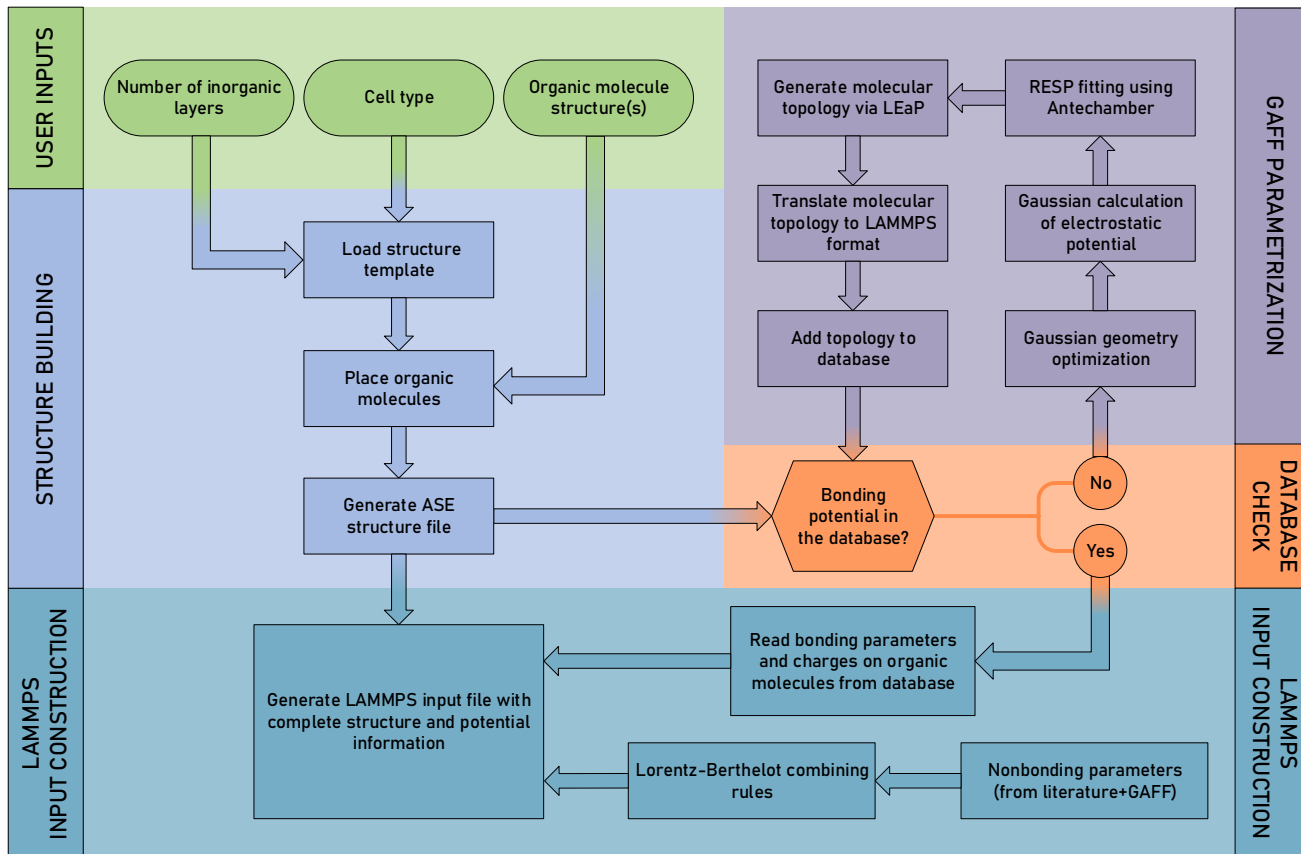 USER INPUTS
Number of inorganic
layers
Cell type
Organic molecule
structure(s)
STRUCTURE BUILDING
Load structure
template
Place organic
molecules
Generate ASE
structure file
GAFF PARAMETRIZATION
Generate molecular
topology via LEaP
RESP fitting using
Antechamber
Translate molecular
topology to LAMMPS
format
Gaussian calculation
of electrostatic
potential
Add topology to
database
Gaussian geometry
optimization
DATABASE
CHECK
Bonding
potential in
the database?
No
Yes
LAMMPS
INPUT CONSTRUCTION
Generate LAMMPS input file with
complete structure and potential
information
Read bonding parameters
and charges on organic
molecules from database
Lorentz-Berthelot combining
rules
Nonbonding parameters
(from literature+GAFF)
LAMMPS
INPUT CONSTRUCTION